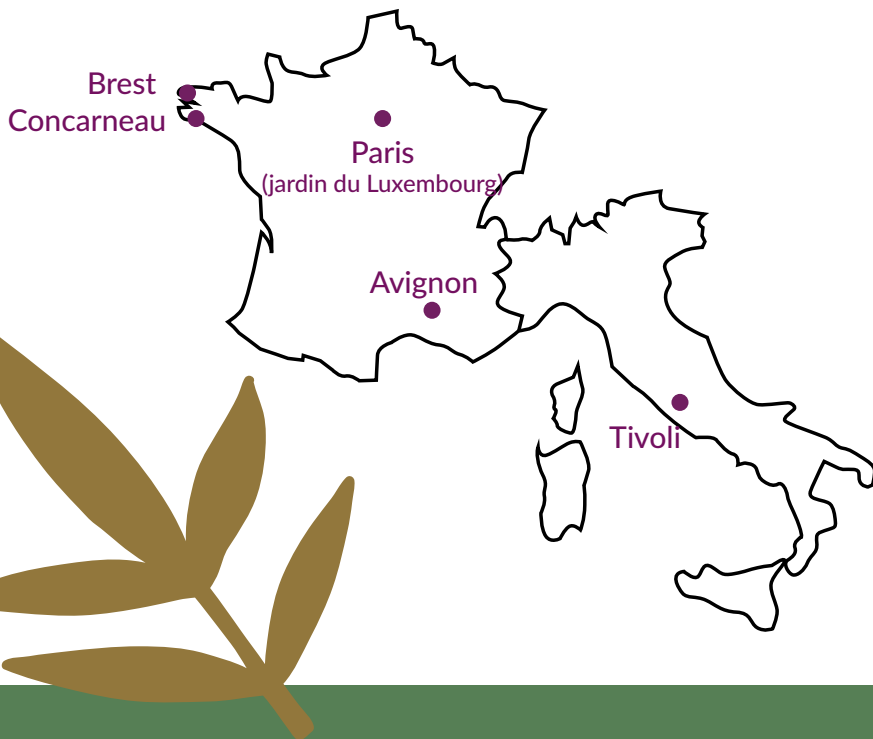 Brest
Concarneau
Paris
(jardin du Luxembourg)
Avignon
Tivoli